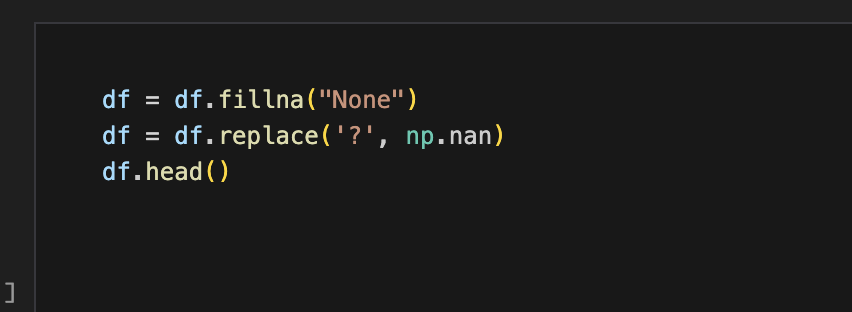 df = df.fillna("None")
df = df.replace('?', np.nan)
df.head()
]